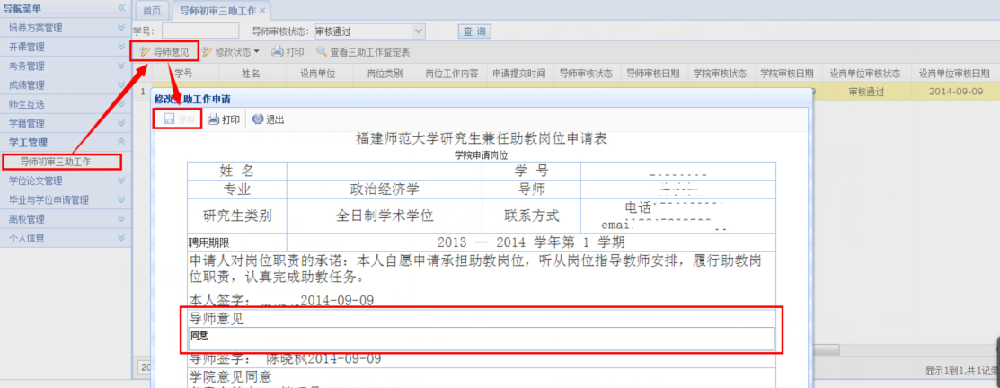 导航菜单
培养方案管理
开课管理
考务管理
成绩管理
师生互选
学籍管理
学工管理
导师初审三助工作
学位论文管理
毕业与学位申请管理
离校管理
个人信息
首页 导师初审三助工作
学号: 导师审核状态: 审核通过 查 询
导师意见 修改状态 打印 查看三助工作鉴定表
学号 姓名 设岗单位 岗位类别 岗位工作内容 申请提交时间 导师审核状态 导师审核日期 学院审核状态 学院审核日期 设岗单位审核状态 设岗单位审核日期
1 审核通过 2014-09-09
修改三助工作申请
保存 打印 退出
福建师范大学研究生兼任助教岗位申请表
学院申请岗位
姓 名 学 号
专业 政治经济学 导师
研究生类别 全日制学术学位 联系方式 电话
email
聘用期限 2013 -- 2014 学年第 1 学期
申请人对岗位职责的承诺：本人自愿申请承担助教岗位，听从岗位指导教师安排，履行助教岗
位职责，认真完成助教任务。
本人签字： 2014-09-09
导师意见
同意
导师签字： 陈晓枫2014-09-09
学院意见同意
20
显示1到1,共1记录